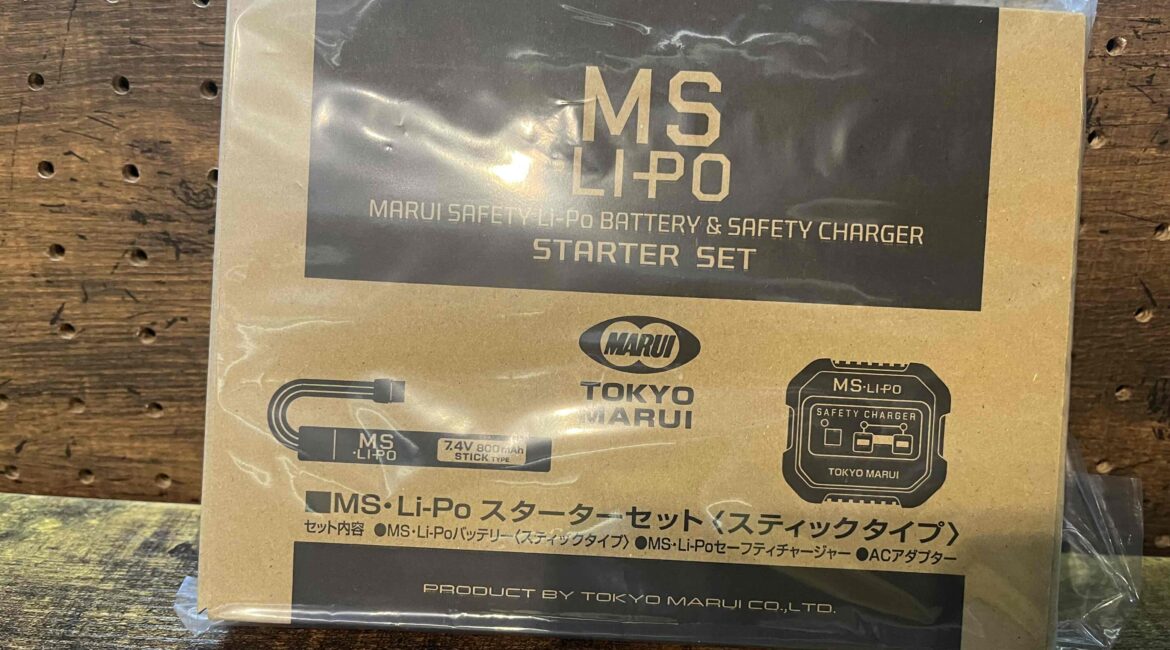 MS
LI-PO
MARUI SAFETY Li-Po BATTERY & SAFETY CHARGER
STARTER SET
MARUI
TOKYO
MARUI
MS
·LI-PO
7.4V 800mAh
STICK TYPE
MS·LI-PO
SAFETY CHARGER
TOKYO MARUI
■MS・Li-Po スターターセット〈スティックタイプ〉
セット内容 ●MS・Li-Poバッテリー〈スティックタイプ〉 ●MS・Li-Poセーフティチャージャー ●ACアダプター
PRODUCT BY TOKYO MARUI CO.,LTD.